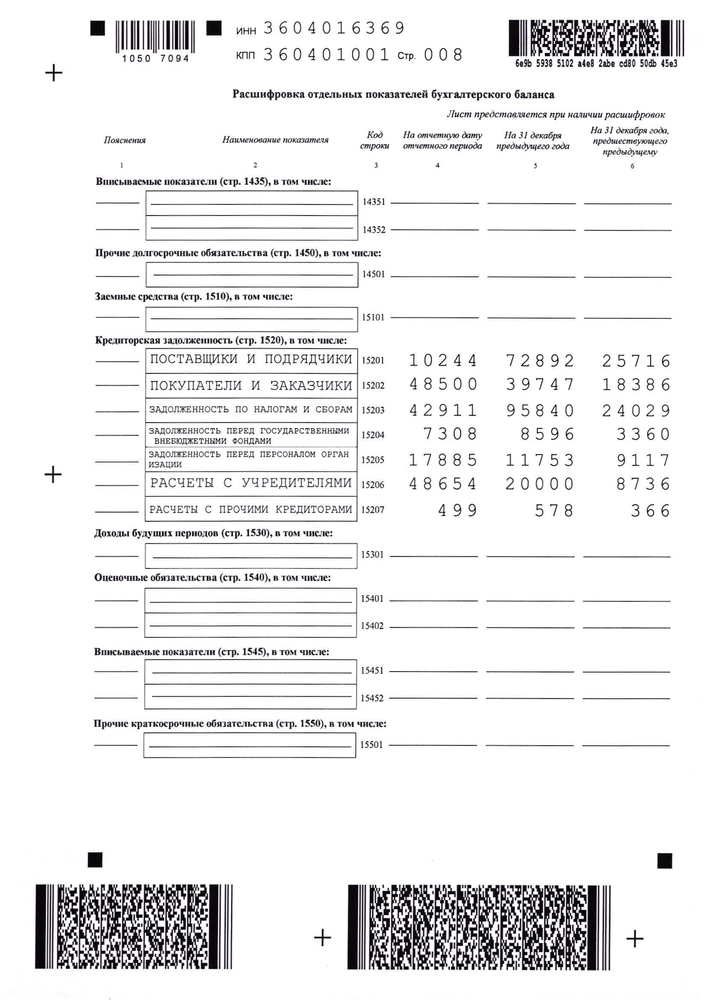 ИНН 3604016369
КПП 360401001 Стр. 008
1050 7094
6e9b 5938 5102 a4e8 2abe cd80 50db 45e3
Расшифровка отдельных показателей бухгалтерского баланса
Лист представляется при наличии расшифровок
Пояснения Наименование показателя Код строки На отчетную дату отчетного периода На 31 декабря предыдущего года На 31 декабря года, предшествующего предыдущему
1 2 3 4 5 6
Вписываемые показатели (стр. 1435), в том числе:
14351
14352
Прочие долгосрочные обязательства (стр. 1450), в том числе:
14501
Заемные средства (стр. 1510), в том числе:
15101
Кредиторская задолженность (стр. 1520), в том числе:
ПОСТАВЩИКИ И ПОДРЯДЧИКИ 15201 10244 72892 25716
ПОКУПАТЕЛИ И ЗАКАЗЧИКИ 15202 48500 39747 18386
ЗАДОЛЖЕННОСТЬ ПО НАЛОГАМ И СБОРАМ 15203 42911 95840 24029
ЗАДОЛЖЕННОСТЬ ПЕРЕД ГОСУДАРСТВЕННЫМИ
ВНЕБЮДЖЕТНЫМИ ФОНДАМИ 15204 7308 8596 3360
ЗАДОЛЖЕННОСТЬ ПЕРЕД ПЕРСОНАЛОМ ОРГАН
ИЗАЦИИ 15205 17885 11753 9117
РАСЧЕТЫ С УЧРЕДИТЕЛЯМИ 15206 48654 20000 8736
РАСЧЕТЫ С ПРОЧИМИ КРЕДИТОРАМИ 15207 499 578 366
Доходы будущих периодов (стр. 1530), в том числе:
15301
Оценочные обязательства (стр. 1540), в том числе:
15401
15402
Вписываемые показатели (стр. 1545), в том числе:
15451
15452
Прочие краткосрочные обязательства (стр. 1550), в том числе:
15501